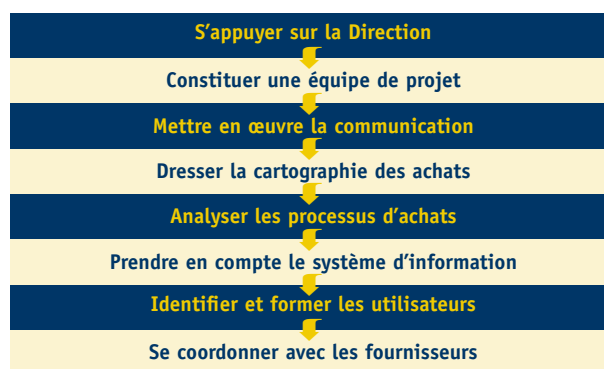 S’appuyer sur la Direction
Constituer une équipe de projet
Mettre en œuvre la communication
Dresser la cartographie des achats
Analyser les processus d’achats
Prendre en compte le système d’information
Identifier et former les utilisateurs
Se coordonner avec les fournisseurs